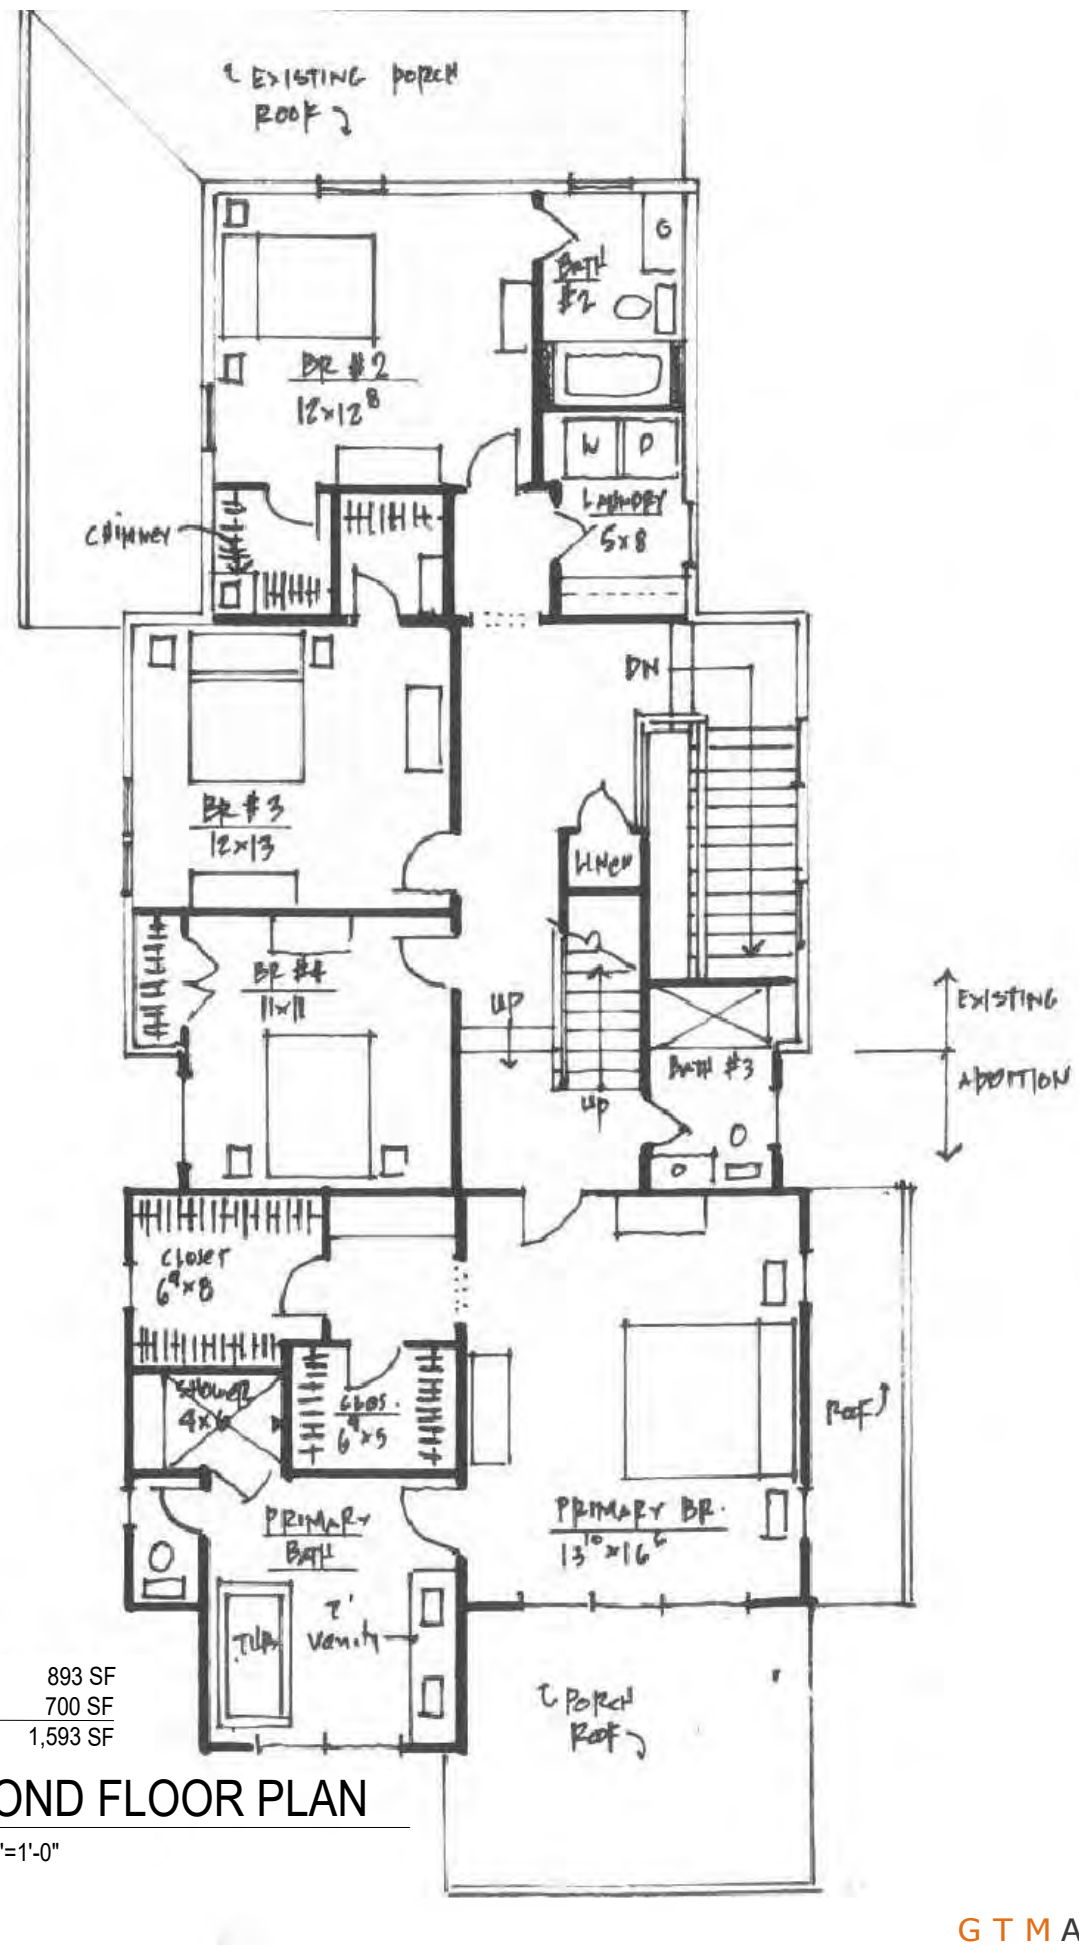 EXISTING PORCH
ROOF
G
BATH
#2
BR #2
12x12⁸
W D
LAUNDRY
5x8
CHIMNEY
DN
BR #3
12x13
LINEN
BR #4
11x11
UP
UP
EXISTING
BATH #3
ADDITION
CLOSET
6⁹x8
SHOWER
4x6
CLOS.
6⁹x5
ROOF
PRIMARY
BATH
PRIMARY BR.
13¹⁰x16⁶
TUB
7'
Vanity
PORCH
ROOF
893 SF
700 SF
1,593 SF
OND FLOOR PLAN
'=1'-0"
GTMA